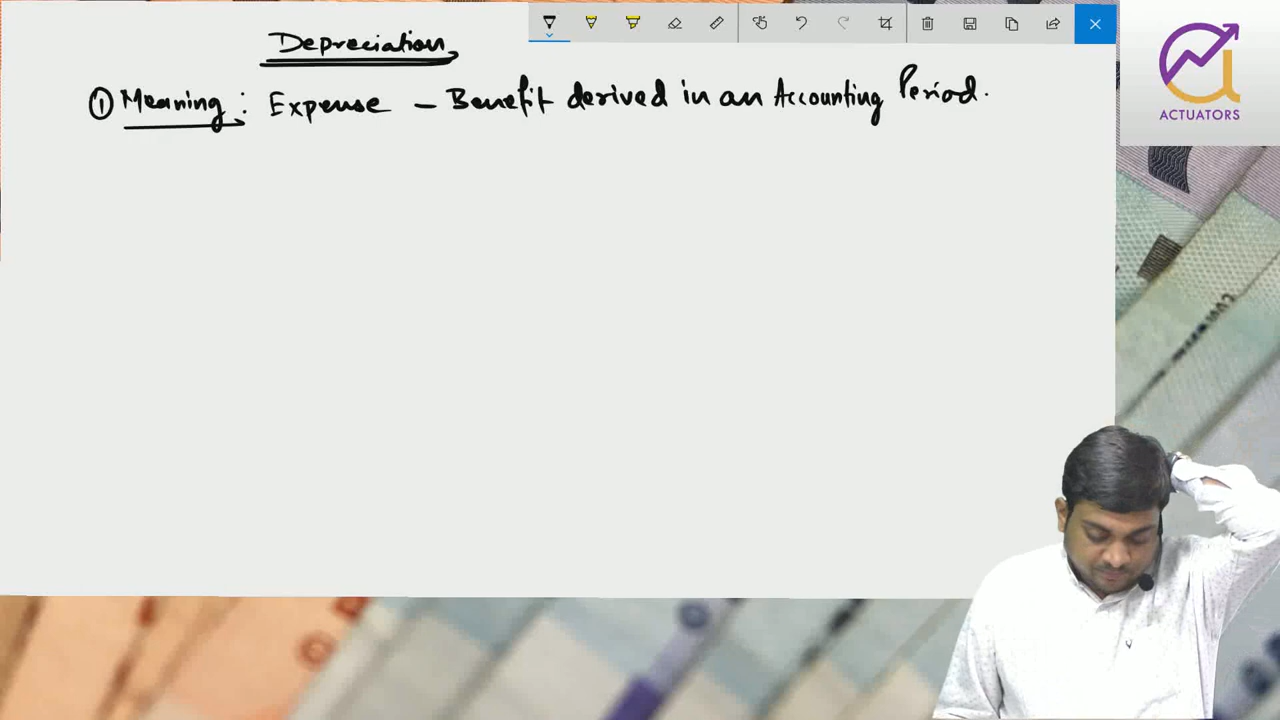 Depreciation
① Meaning : Expense - Benefit derived in an Accounting Period.
ACTUATORS